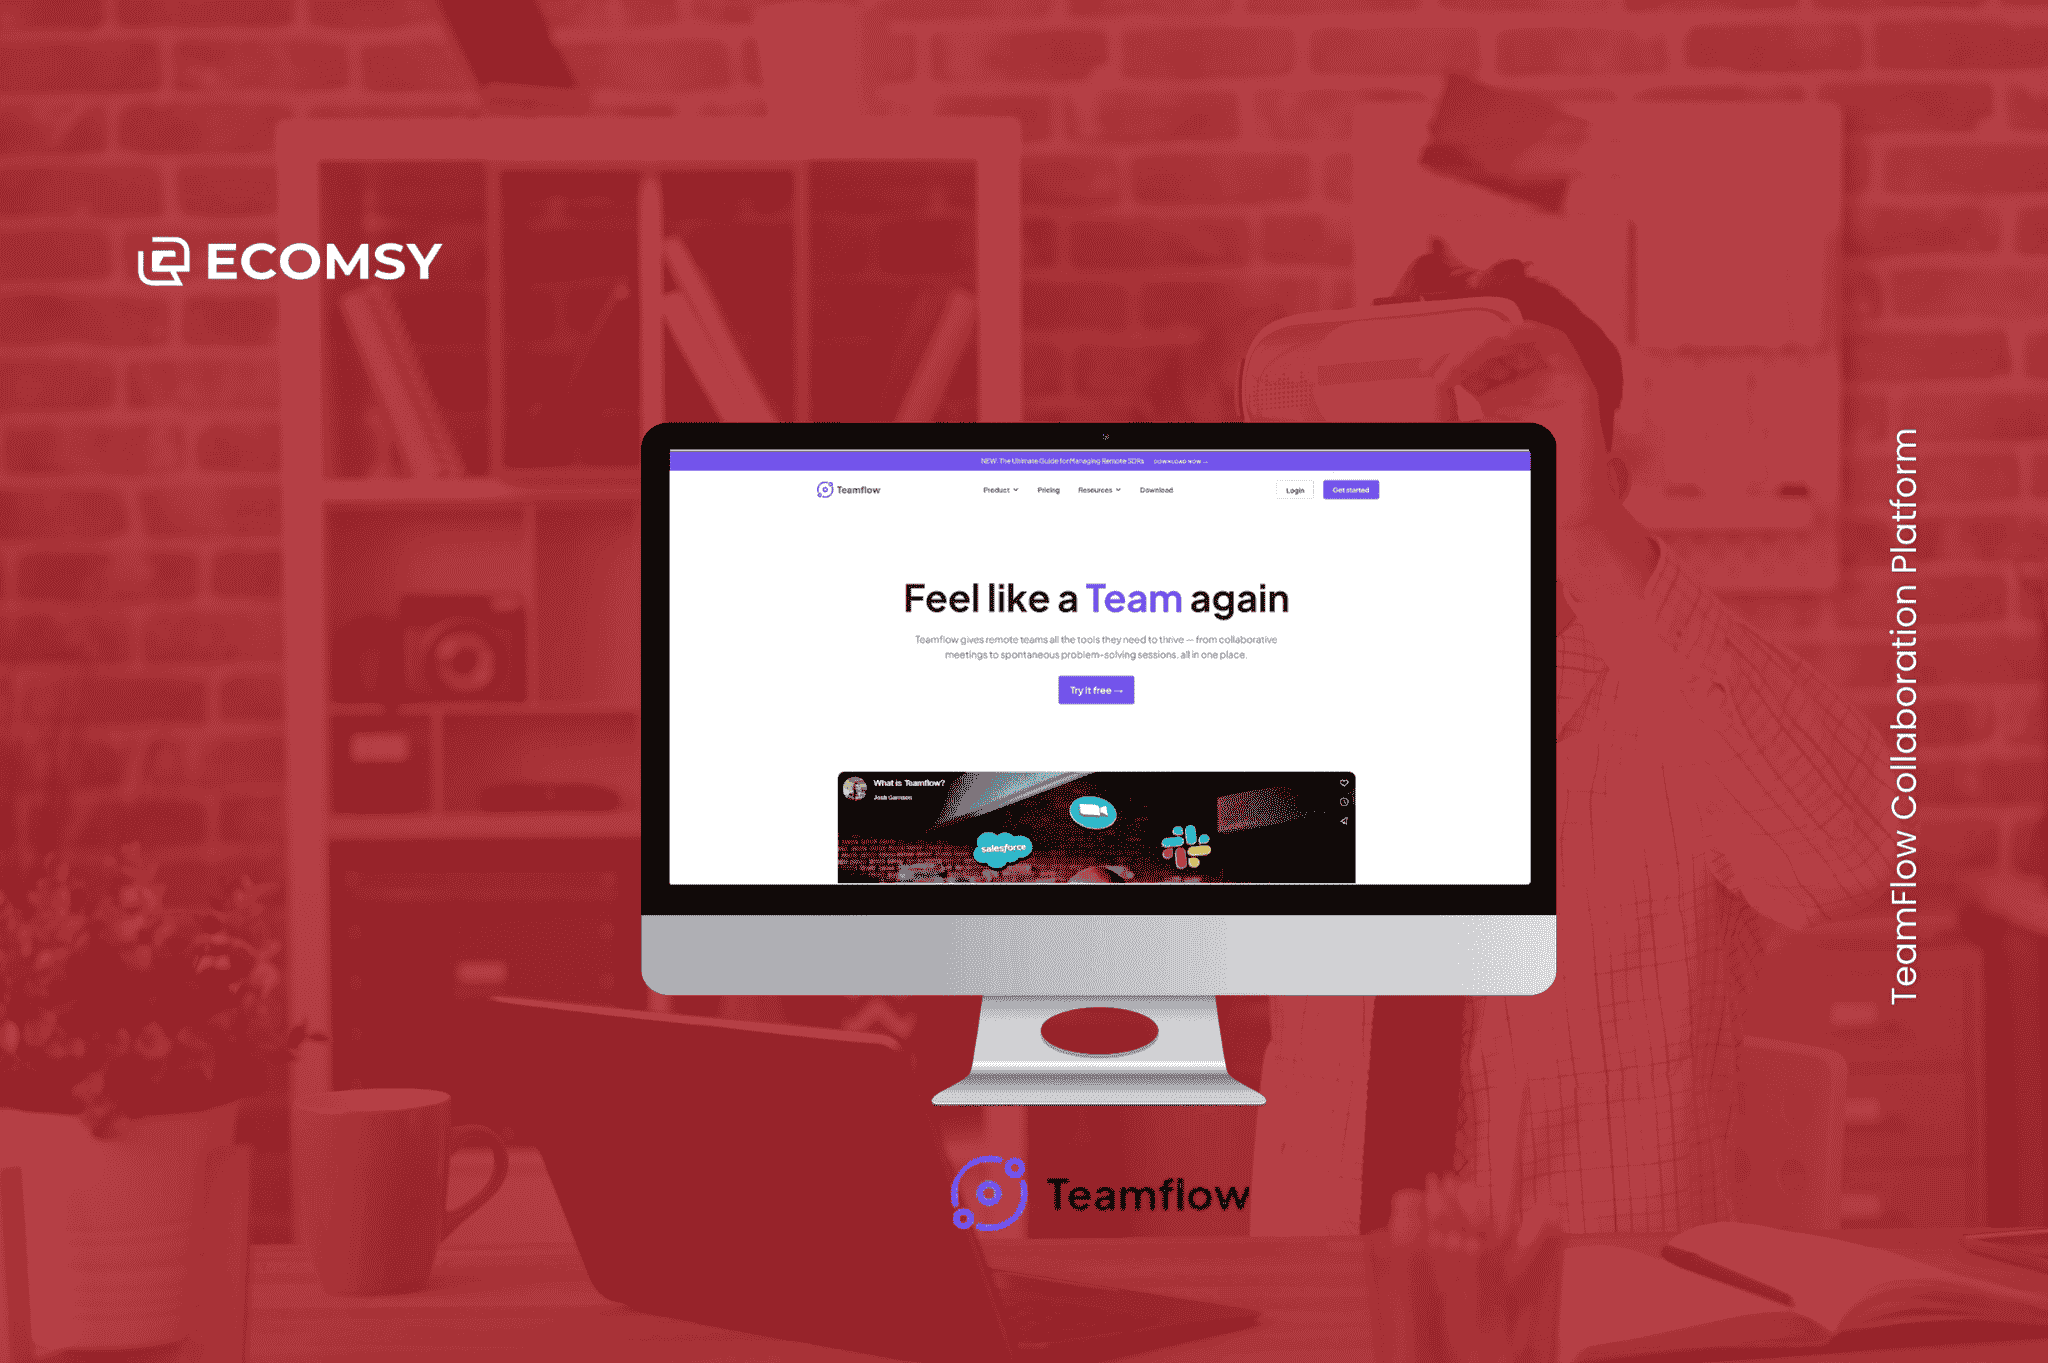 ECOMSY
NEW: The Ultimate Guide for Managing Remote SDRs DOWNLOAD NOW →
Teamflow
Product
Pricing
Resources
Download
Login
Get started
Feel like a Team again
Teamflow gives remote teams all the tools they need to thrive — from collaborative
meetings to spontaneous problem-solving sessions, all in one place.
Try it free →
What is Teamflow?
salesforce
Teamflow
TeamFlow Collaboration Platform